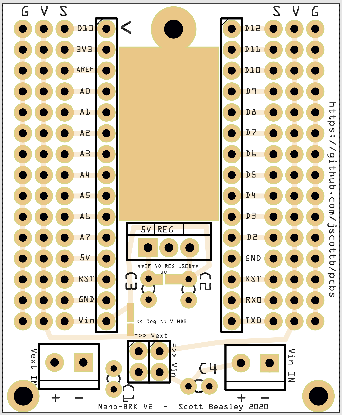 G V S
S V G
D13
3V3
AREF
A0
A1
A2
A3
A4
A5
A6
A7
5V
RST
GND
Vin
<
D12
D11
D10
D9
D8
D7
D6
D5
D4
D3
D2
GND
RST
RX0
TX0
https://github.com/jscottb/pcbs
5V REG
C3
C2
Vext IN
+ -
C1
C4
Vin IN
+ -
Nano-BRK V2 - Scott Beasley 2020